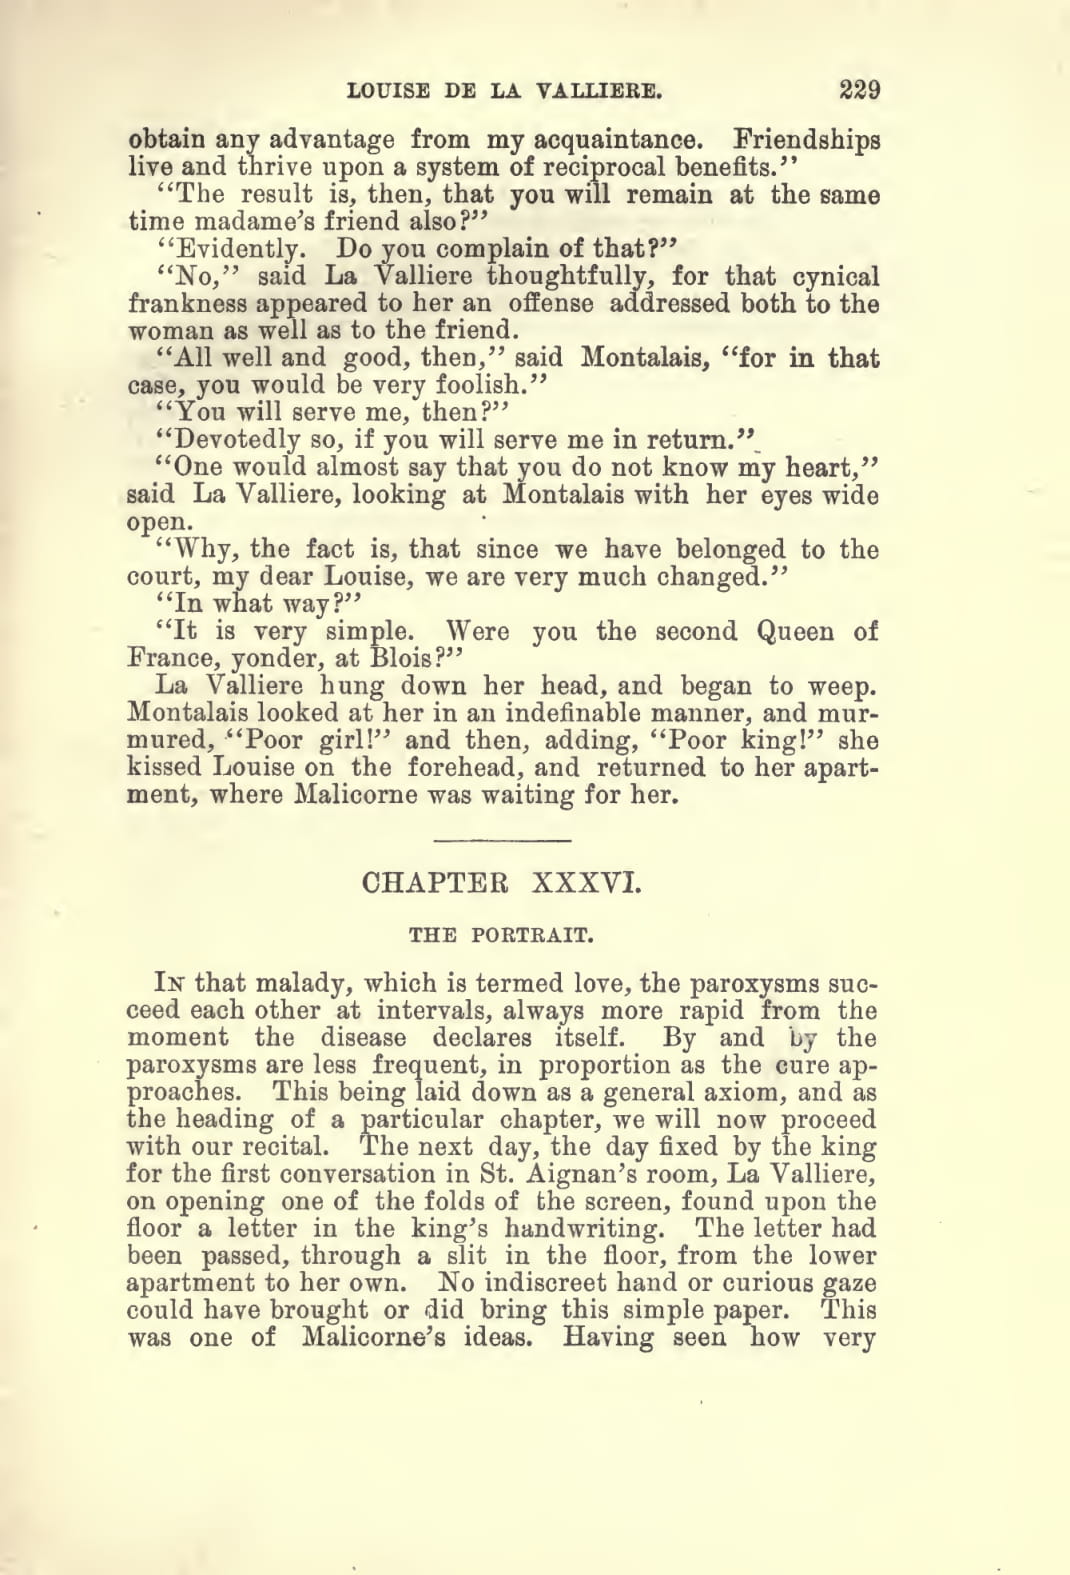 LOUISE DE LA VALLIERE. 229
obtain any advantage from my acquaintance. Friendships
live and thrive upon a system of reciprocal benefits.”
“The result is, then, that you will remain at the same
time madame’s friend also?”
“Evidently. Do you complain of that?”
“No,” said La Valliere thoughtfully, for that cynical
frankness appeared to her an offense addressed both to the
woman as well as to the friend.
“All well and good, then,” said Montalais, “for in that
case, you would be very foolish.”
“You will serve me, then?”
“Devotedly so, if you will serve me in return.”
“One would almost say that you do not know my heart,”
said La Valliere, looking at Montalais with her eyes wide
open.
“Why, the fact is, that since we have belonged to the
court, my dear Louise, we are very much changed.”
“In what way?”
“It is very simple. Were you the second Queen of
France, yonder, at Blois?”
La Valliere hung down her head, and began to weep.
Montalais looked at her in an indefinable manner, and mur-
mured, “Poor girl!” and then, adding, “Poor king!” she
kissed Louise on the forehead, and returned to her apart-
ment, where Malicorne was waiting for her.
CHAPTER XXXVI.
THE PORTRAIT.
In that malady, which is termed love, the paroxysms suc-
ceed each other at intervals, always more rapid from the
moment the disease declares itself. By and by the
paroxysms are less frequent, in proportion as the cure ap-
proaches. This being laid down as a general axiom, and as
the heading of a particular chapter, we will now proceed
with our recital. The next day, the day fixed by the king
for the first conversation in St. Aignan’s room, La Valliere,
on opening one of the folds of the screen, found upon the
floor a letter in the king’s handwriting. The letter had
been passed, through a slit in the floor, from the lower
apartment to her own. No indiscreet hand or curious gaze
could have brought or did bring this simple paper. This
was one of Malicorne’s ideas. Having seen how very